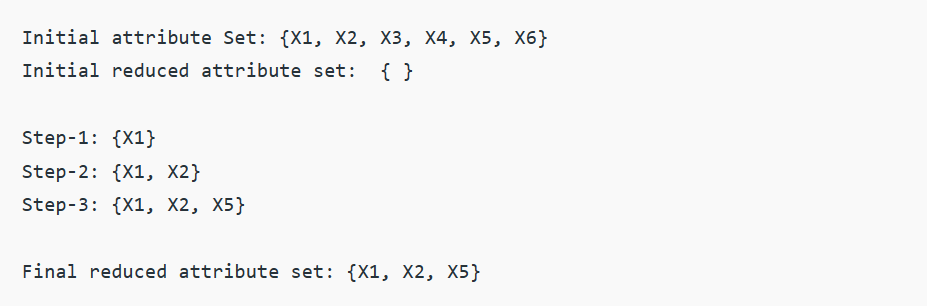 Initial attribute Set: {X1, X2, X3, X4, X5, X6}
Initial reduced attribute set:  { }
Step-1: {X1}
Step-2: {X1, X2}
Step-3: {X1, X2, X5}
Final reduced attribute set: {X1, X2, X5}